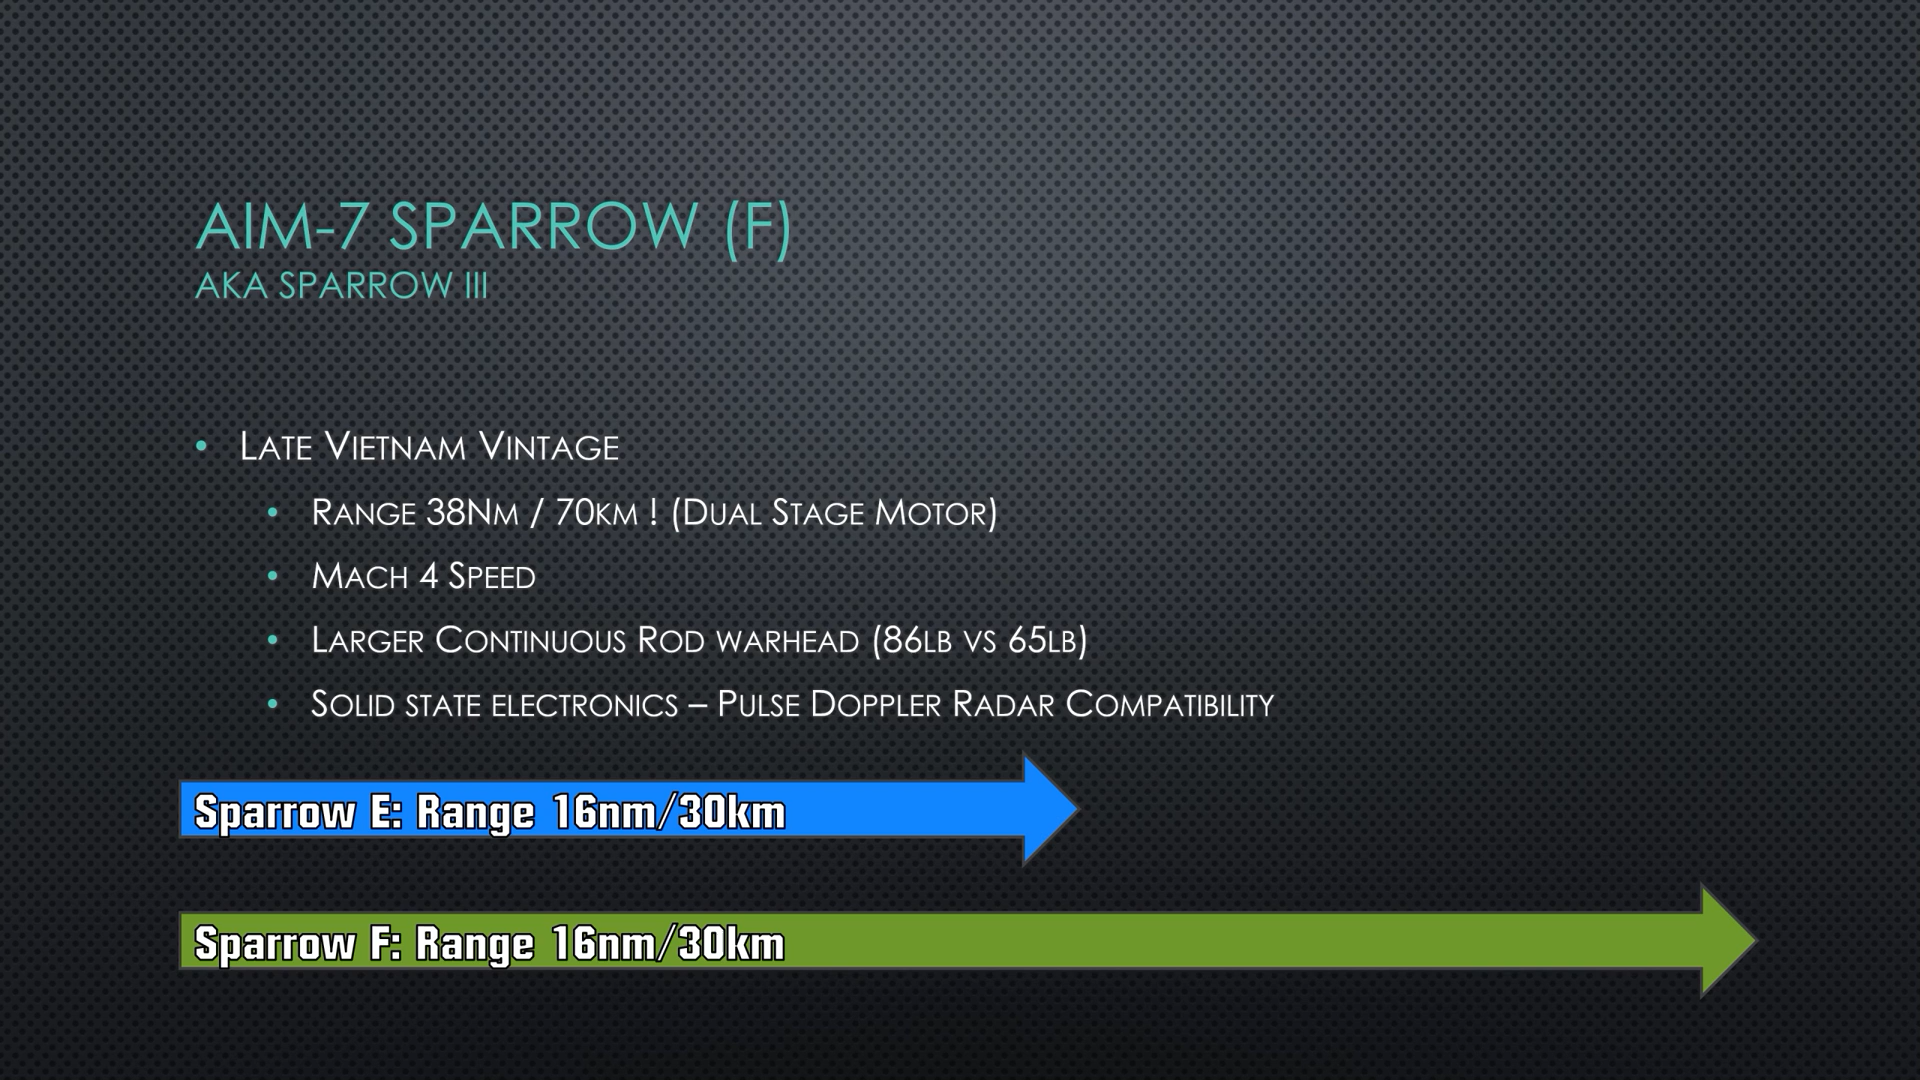 AIM-7 SPARROW (F)
AKA SPARROW III
• LATE VIETNAM VINTAGE
• RANGE 38NM / 70KM ! (DUAL STAGE MOTOR)
• MACH 4 SPEED
• LARGER CONTINUOUS ROD WARHEAD (86LB VS 65LB)
• SOLID STATE ELECTRONICS – PULSE DOPPLER RADAR COMPATIBILITY
Sparrow E: Range 16nm/30km
Sparrow F: Range 16nm/30km